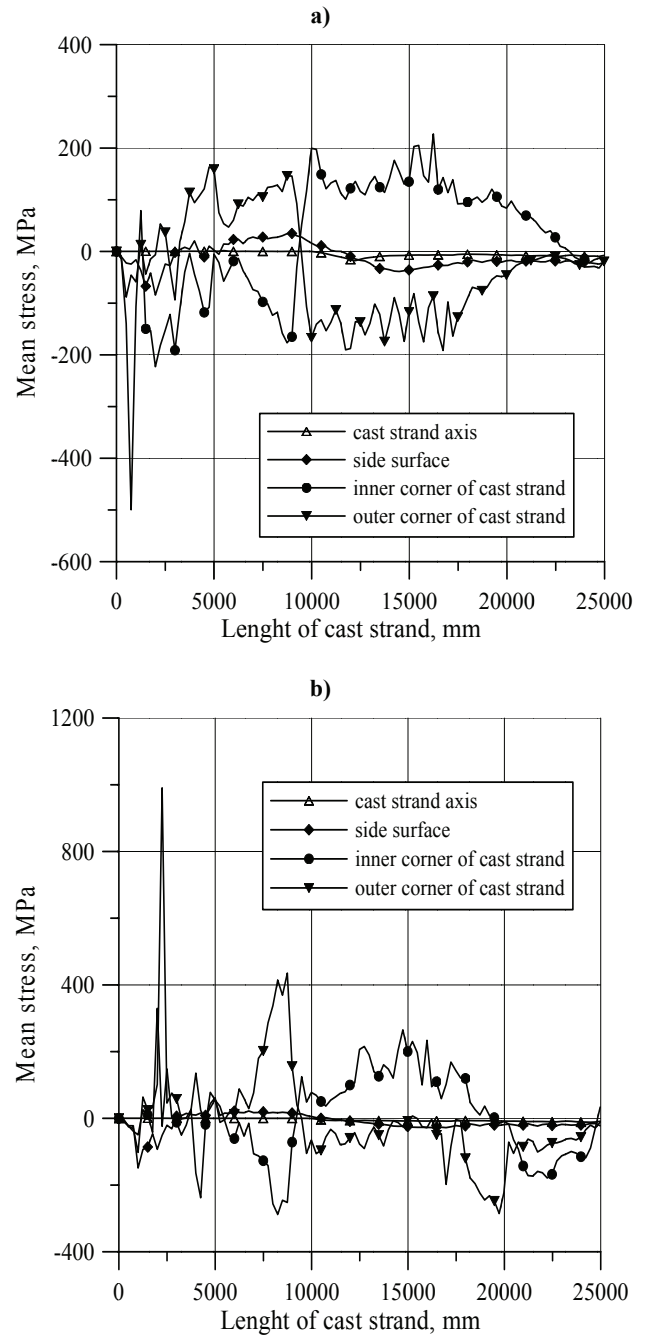 a)
400
200
0
-200
-400
-600
Mean stress, MPa
cast strand axis
side surface
inner corner of cast strand
outer corner of cast strand
0 5000 10000 15000 20000 25000
Lenght of cast strand, mm
b)
1200
800
400
0
-400
Mean stress, MPa
cast strand axis
side surface
inner corner of cast strand
outer corner of cast strand
0 5000 10000 15000 20000 25000
Lenght of cast strand, mm